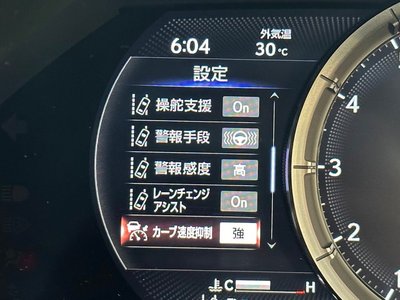 外気温
6:04 30℃
設定
操舵支援 On
警報手段
警報感度 高
レーンチェンジ
アシスト On
カーブ速度抑制 強
4
3
2
1
C H